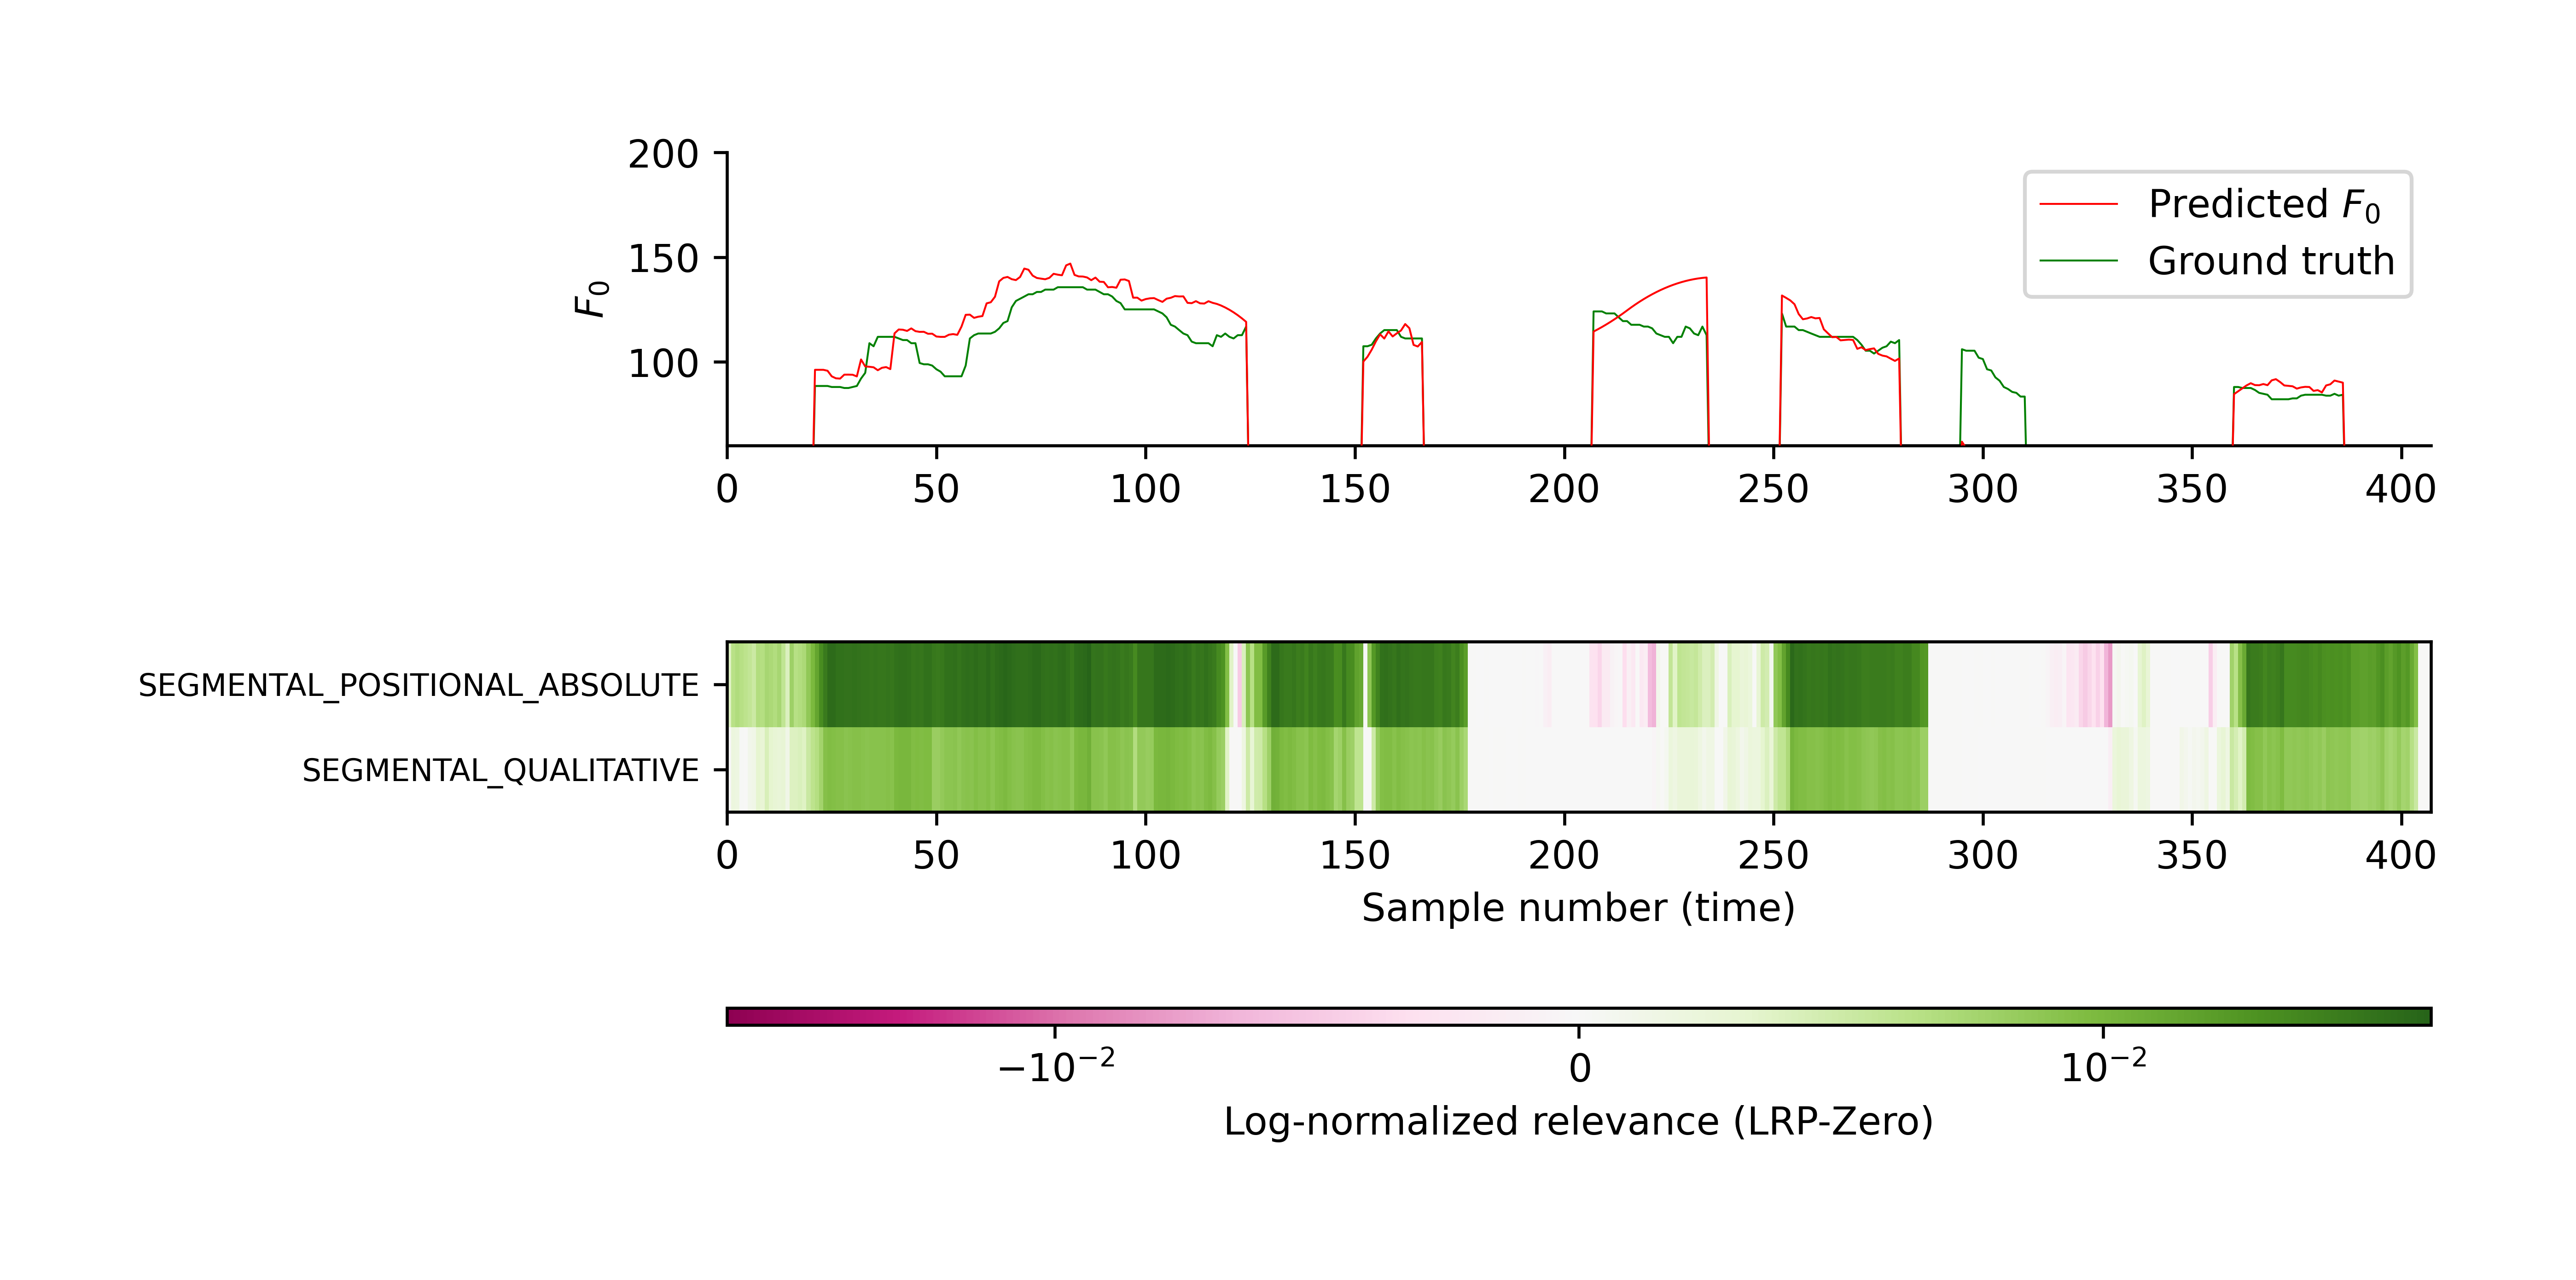 200
150
100
F₀
Predicted F₀
Ground truth
0 50 100 150 200 250 300 350 400
SEGMENTAL_POSITIONAL_ABSOLUTE
SEGMENTAL_QUALITATIVE
0 50 100 150 200 250 300 350 400
Sample number (time)
−10⁻² 0 10⁻²
Log-normalized relevance (LRP-Zero)